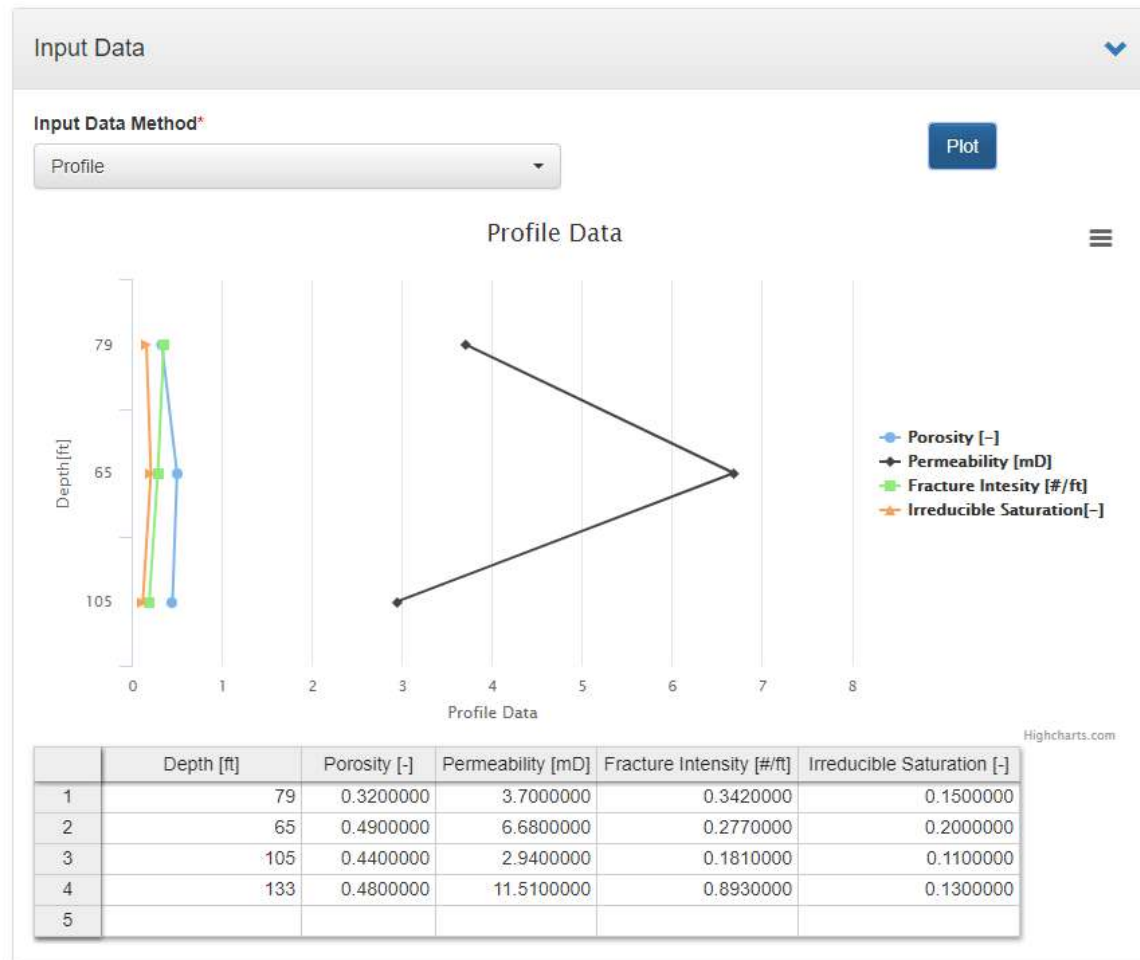 Input Data
Input Data Method*
Profile
Plot
Profile Data
79
65
105
Depth[ft]
0 1 2 3 4 5 6 7 8
Profile Data
Porosity [-]
Permeability [mD]
Fracture Intesity [#/ft]
Irreducible Saturation[-]
Highcharts.com
Depth [ft] Porosity [-] Permeability [mD] Fracture Intensity [#/ft] Irreducible Saturation [-]
1 79 0.3200000 3.7000000 0.3420000 0.1500000
2 65 0.4900000 6.6800000 0.2770000 0.2000000
3 105 0.4400000 2.9400000 0.1810000 0.1100000
4 133 0.4800000 11.5100000 0.8930000 0.1300000
5